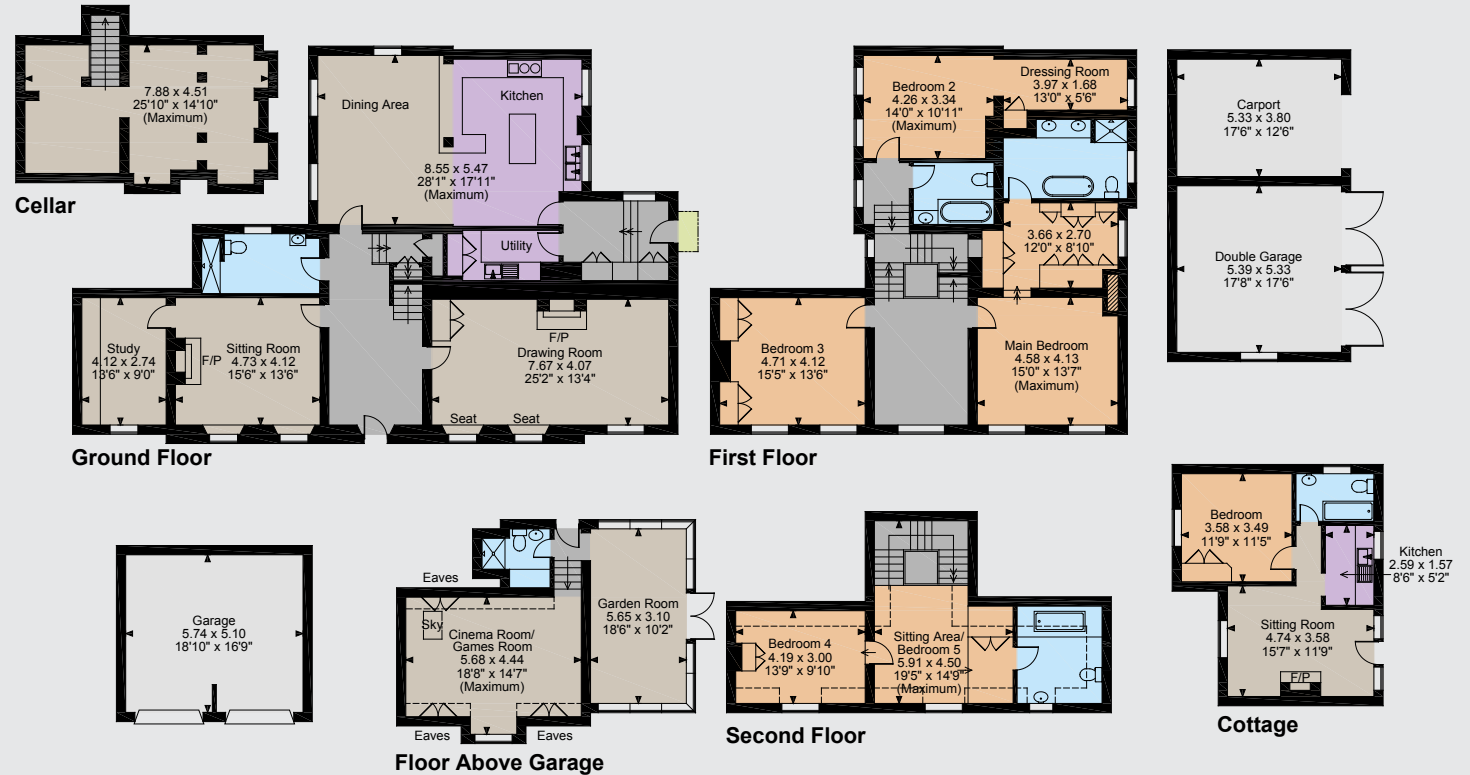 7.88 x 4.51
25'10" x 14'10"
(Maximum)
Cellar
Dining Area
Kitchen
8.55 x 5.47
28'1" x 17'11"
(Maximum)
Utility
Study
4.12 x 2.74
13'6" x 9'0"
F/P
Sitting Room
4.73 x 4.12
15'6" x 13'6"
F/P
Drawing Room
7.67 x 4.07
25'2" x 13'4"
Seat
Seat
Ground Floor
Bedroom 2
4.26 x 3.34
14'0" x 10'11"
(Maximum)
Dressing Room
3.97 x 1.68
13'0" x 5'6"
3.66 x 2.70
12'0" x 8'10"
Bedroom 3
4.71 x 4.12
15'5" x 13'6"
Main Bedroom
4.58 x 4.13
15'0" x 13'7"
(Maximum)
First Floor
Carport
5.33 x 3.80
17'6" x 12'6"
Double Garage
5.39 x 5.33
17'8" x 17'6"
Garage
5.74 x 5.10
18'10" x 16'9"
Eaves
Sky
Cinema Room/
Games Room
5.68 x 4.44
18'8" x 14'7"
(Maximum)
Garden Room
5.65 x 3.10
18'6" x 10'2"
Eaves
Eaves
Floor Above Garage
Bedroom 4
4.19 x 3.00
13'9" x 9'10"
Sitting Area/
Bedroom 5
5.91 x 4.50
19'5" x 14'9"
(Maximum)
Second Floor
Bedroom
3.58 x 3.49
11'9" x 11'5"
Kitchen
2.59 x 1.57
8'6" x 5'2"
Sitting Room
4.74 x 3.58
15'7" x 11'9"
F/P
Cottage